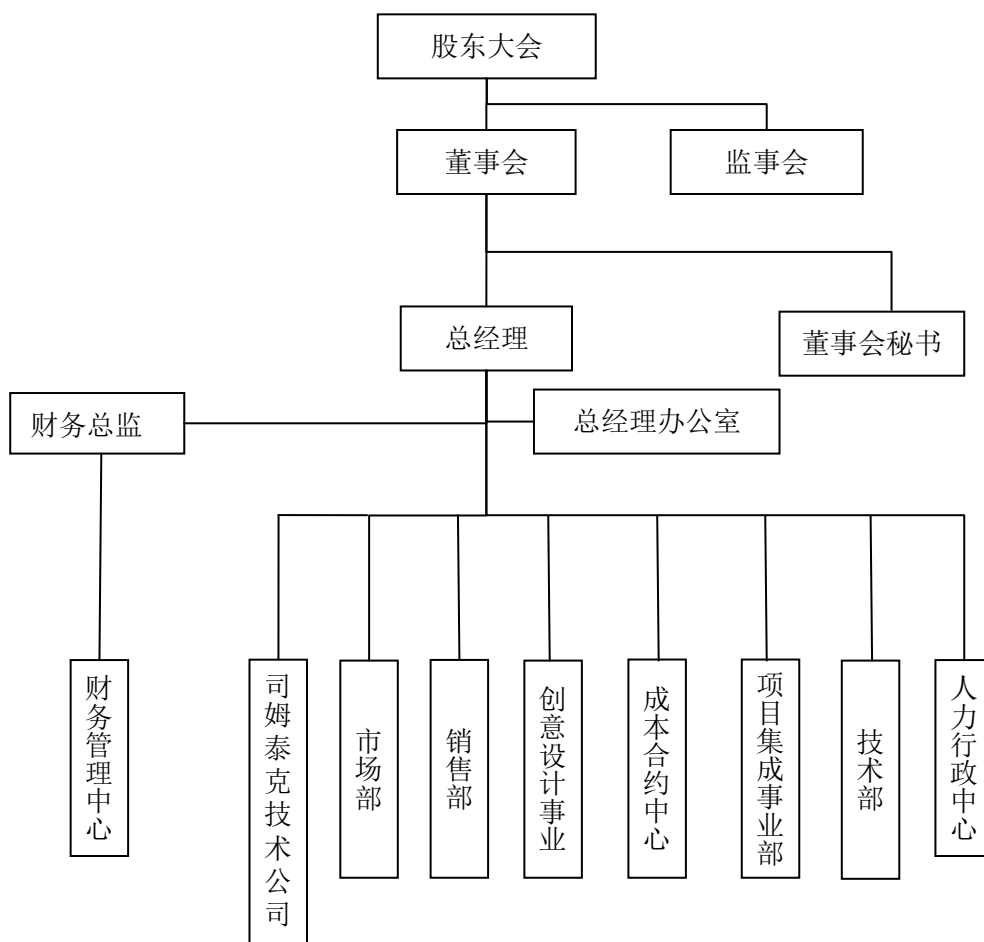 股东大会
董事会
监事会
总经理
董事会秘书
财务总监
总经理办公室
财务管理中心
司姆泰克技术公司
市场部
销售部
创意设计事业
成本合约中心
项目集成事业部
技术部
人力行政中心